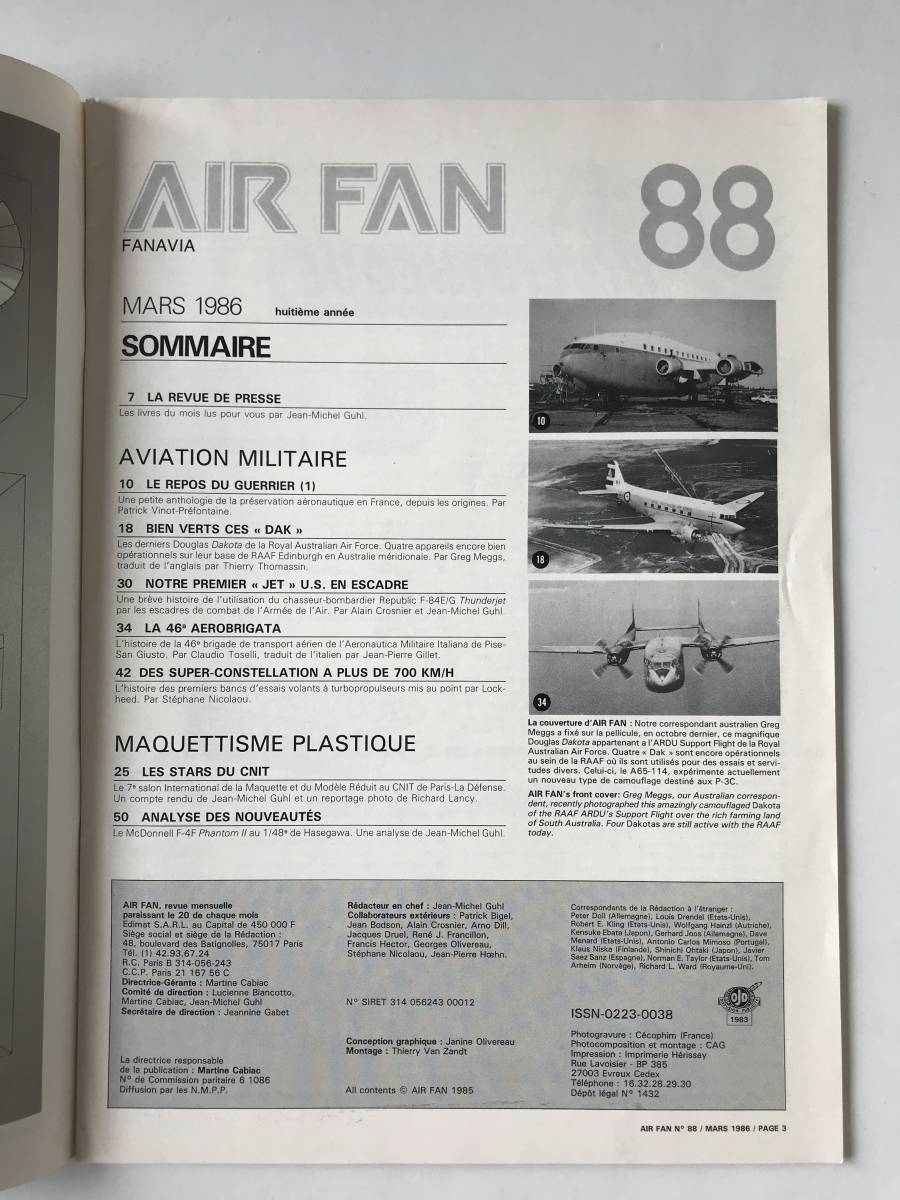 AIR FAN
88
FANAVIA
MARS 1986 huitième année
SOMMAIRE
7 LA REVUE DE PRESSE
Les livres du mois lus pour vous par Jean-Michel Guhl.
AVIATION MILITAIRE
10 LE REPOS DU GUERRIER (1)
Une petite anthologie de la préservation aéronautique en France, depuis les origines. Par
Patrick Vinot-Préfontaine.
18 BIEN VERTS CES « DAK »
Les derniers Douglas Dakota de la Royal Australian Air Force. Quatre appareils encore bien
opérationnels sur leur base de RAAF Edinburgh en Australie méridionale. Par Greg Meggs,
traduit de l'anglais par Thierry Thomassin.
30 NOTRE PREMIER « JET » U.S. EN ESCADRE
Une brève histoire de l'utilisation du chasseur-bombardier Republic F-84E/G Thunderjet
par les escadres de combat de l'Armée de l'Air. Par Alain Crosnier et Jean-Michel Guhl.
34 LA 46ª AEROBRIGATA
L'histoire de la 46e brigade de transport aérien de l'Aeronautica Militare Italiana de Pise-
San Giusto. Par Claudio Toselli, traduit de l'italien par Jean-Pierre Gillet.
42 DES SUPER-CONSTELLATION A PLUS DE 700 KM/H
L'histoire des premiers bancs d'essais volants à turbopropulseurs mis au point par Lock-
heed. Par Stéphane Nicolaou.
MAQUETTISME PLASTIQUE
25 LES STARS DU CNIT
Le 7e salon International de la Maquette et du Modèle Réduit au CNIT de Paris-La Défense.
Un compte rendu de Jean-Michel Guhl et un reportage photo de Richard Lancy.
50 ANALYSE DES NOUVEAUTÉS
Le McDonnell F-4F Phantom II au 1/48e de Hasegawa. Une analyse de Jean-Michel Guhl.
10
18
34
La couverture d'AIR FAN : Notre correspondant australien Greg
Meggs a fixé sur la pellicule, en octobre dernier, ce magnifique
Douglas Dakota appartenant a l'ARDU Support Flight de la Royal
Australian Air Force. Quatre « Dak » sont encore opérationnels
au sein de la RAAF où ils sont utilisés pour des essais et servi-
tudes divers. Celui-ci, le A65-114, expérimente actuellement
un nouveau type de camouflage destiné aux P-3C.
AIR FAN's front cover: Greg Meggs, our Australian correspon-
dent, recently photographed this amazingly camouflaged Dakota
of the RAAF ARDU's Support Flight over the rich farming land
of South Australia. Four Dakotas are still active with the RAAF
today.
AIR FAN, revue mensuelle
paraissant le 20 de chaque mois
Edimat S.A.R.L. au Capital de 450 000 F
Siège social et siège de la Rédaction :
48, boulevard des Batignolles, 75017 Paris
Tél. (1) 42.93.67.24
R.C. Paris B 314-056-243
C.C.P. Paris 21 167 56 C
Directrice-Gérante : Martine Cabiac
Comité de direction : Lucienne Biancotto,
Martine Cabiac, Jean-Michel Guhl
Secrétaire de direction : Jeannine Gabet
La directrice responsable
de la publication : Martine Cabiac
N° de Commission paritaire 6 1086
Diffusion par les N.M.P.P.
Rédacteur en chef : Jean-Michel Guhl
Collaborateurs extérieurs : Patrick Bigel,
Jean Bodson, Alain Crosnier, Arno Dill,
Jacques Druel, René J. Francillon,
Francis Hector, Georges Olivereau,
Stéphane Nicolaou, Jean-Pierre Hœhn.
N° SIRET 314 056243 00012
Conception graphique : Janine Olivereau
Montage : Thierry Van Zandt
All contents © AIR FAN 1985
Correspondants de la Rédaction à l'étranger :
Peter Doll (Allemagne), Louis Drendel (Etats-Unis),
Robert E. Kling (Etats-Unis), Wolfgang Hainzl (Autriche),
Kensuke Ebata (Japon), Gerhard Joos (Allemagne), Dave
Menard (Etats-Unis), Antonio Carlos Mimoso (Portugal),
Klaus Niska (Finlande), Shinichi Ohtaki (Japon), Javier
Saez Sanz (Espagne), Norman E. Taylor (Etats-Unis), Tom
Arheim (Norvège), Richard L. Ward (Royaume-Uni).
OJD
1983
ISSN-0223-0038
Photogravure : Cécophim (France)
Photocomposition et montage : CAG
Impression : Imprimerie Hérissey
Rue Lavoisier - BP 385
27003 Evreux Cedex
Téléphone : 16.32.28.29.30
Dépôt légal N° 1432
AIR FAN N° 88 / MARS 1986 / PAGE 3